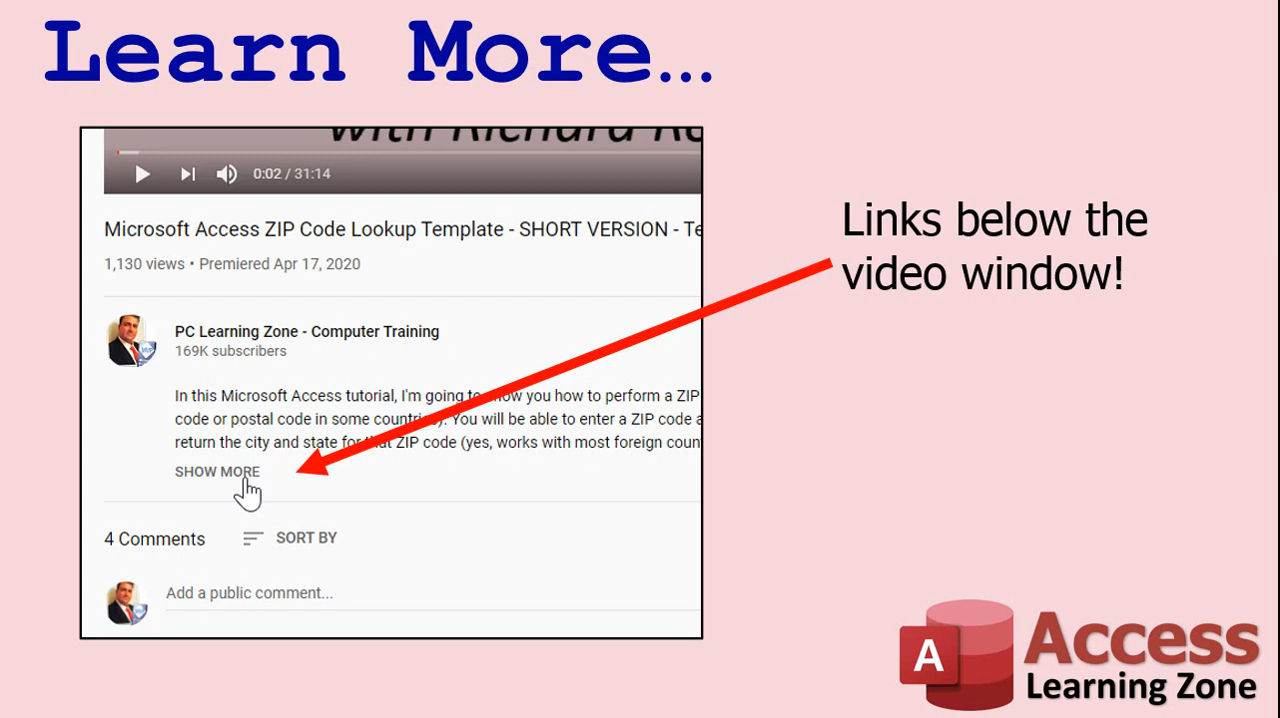 Learn More...
with Richard
0:02 / 31:14
Microsoft Access ZIP Code Lookup Template - SHORT VERSION -
1,130 views • Premiered Apr 17, 2020
PC Learning Zone - Computer Training
169K subscribers
In this Microsoft Access tutorial, I'm going to show you how to perform a ZIP
code or postal code in some countries). You will be able to enter a ZIP code
return the city and state for that ZIP code (yes, works with most foreign
SHOW MORE
4 Comments
SORT BY
Add a public comment...
Links below the
video window!
A
Access
Learning Zone